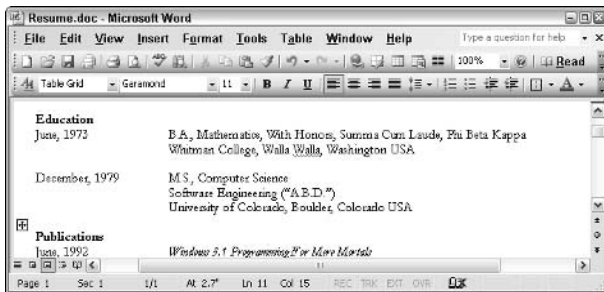 Resume.doc - Microsoft Word
File Edit View Insert Format Tools Table Window Help Type a question for help
100% Read
Table Grid Garamond 11 B I U A
Education
June, 1973 B.A., Mathematics, With Honors, Summa Cum Laude, Phi Beta Kappa
Whitman College, Walla Walla, Washington USA
December, 1979 M.S., Computer Science
Software Engineering ("A.B.D.")
University of Colorado, Boulder, Colorado USA
Publications
June, 1992 Windows 3.1 Programming For Mere Mortals
Page 1 Sec 1 1/1 At 2.7" Ln 11 Col 15 REC TRK EXT OVR